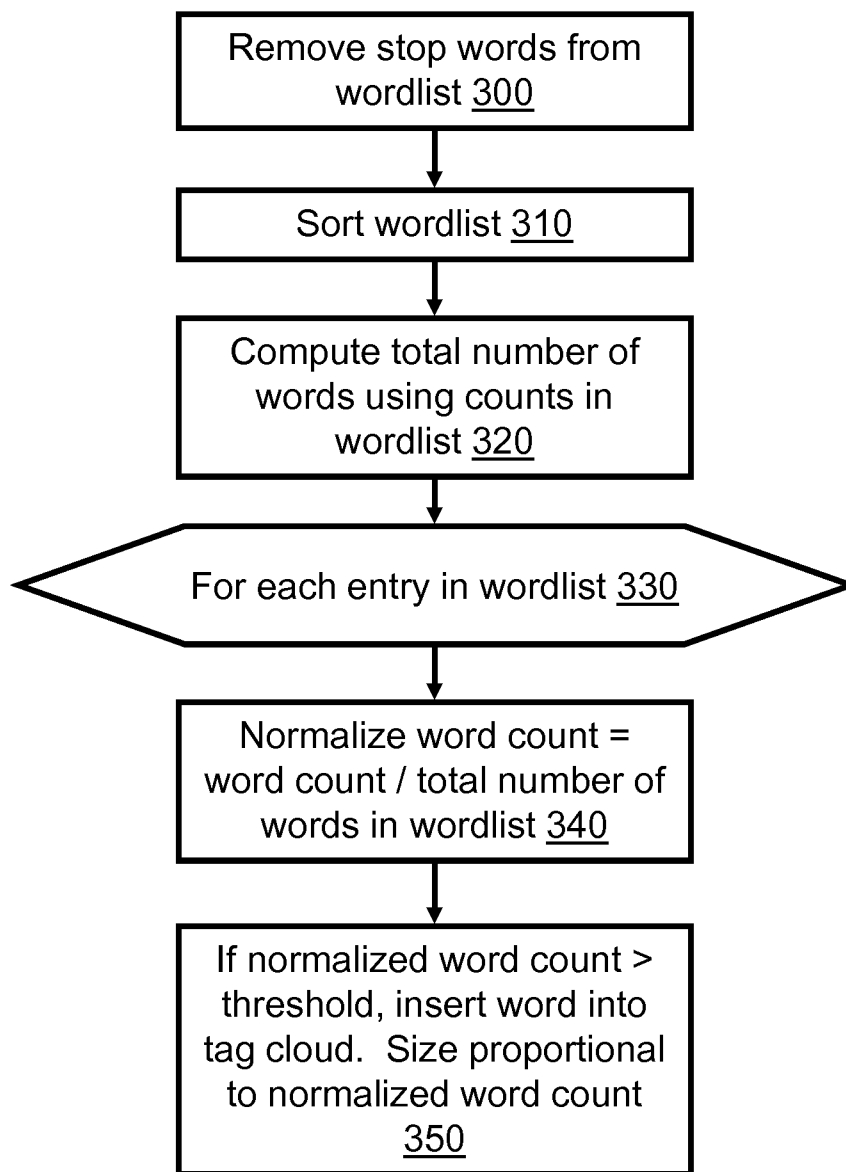 Remove stop words from
wordlist 300
Sort wordlist 310
Compute total number of
words using counts in
wordlist 320
For each entry in wordlist 330
Normalize word count =
word count / total number of
words in wordlist 340
If normalized word count >
threshold, insert word into
tag cloud.  Size proportional
to normalized word count
350